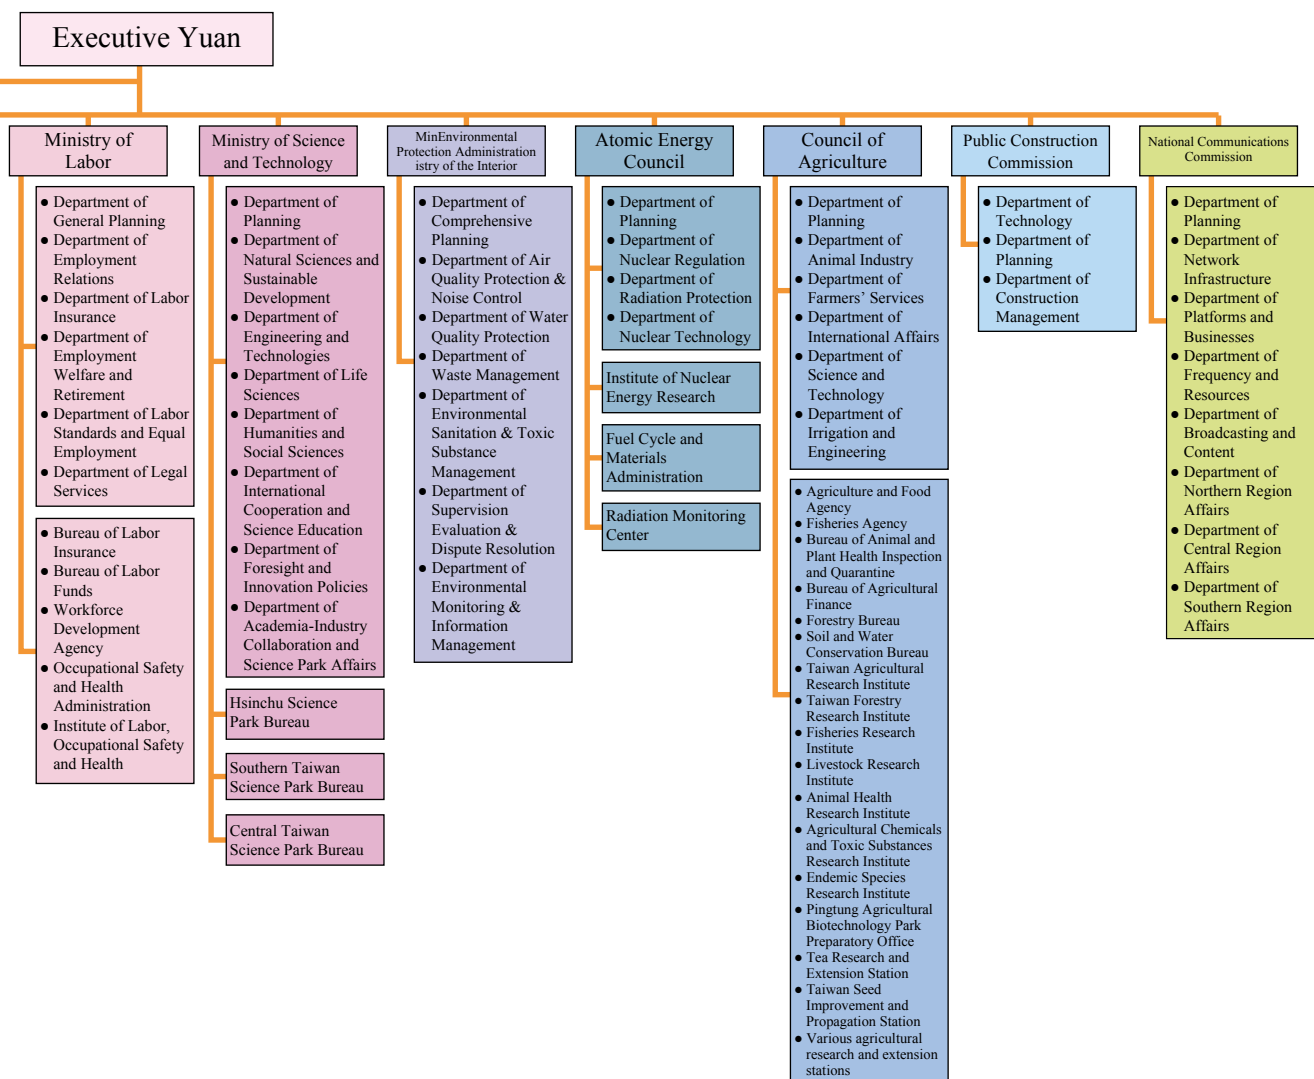 Executive Yuan
Ministry of
Labor
● Department of
General Planning
● Department of
Employment
Relations
● Department of Labor
Insurance
● Department of
Employment
Welfare and
Retirement
● Department of Labor
Standards and Equal
Employment
● Department of Legal
Services
● Bureau of Labor
Insurance
● Bureau of Labor
Funds
● Workforce
Development
Agency
● Occupational Safety
and Health
Administration
● Institute of Labor,
Occupational Safety
and Health
Ministry of Science
and Technology
● Department of
Planning
● Department of
Natural Sciences and
Sustainable
Development
● Department of
Engineering and
Technologies
● Department of Life
Sciences
● Department of
Humanities and
Social Sciences
● Department of
International
Cooperation and
Science Education
● Department of
Foresight and
Innovation Policies
● Department of
Academia-Industry
Collaboration and
Science Park Affairs
Hsinchu Science
Park Bureau
Southern Taiwan
Science Park Bureau
Central Taiwan
Science Park Bureau
MinEnvironmental
Protection Administration
istry of the Interior
● Department of
Comprehensive
Planning
● Department of Air
Quality Protection &
Noise Control
● Department of Water
Quality Protection
● Department of
Waste Management
● Department of
Environmental
Sanitation & Toxic
Substance
Management
● Department of
Supervision
Evaluation &
Dispute Resolution
● Department of
Environmental
Monitoring &
Information
Management
Atomic Energy
Council
● Department of
Planning
● Department of
Nuclear Regulation
● Department of
Radiation Protection
● Department of
Nuclear Technology
Institute of Nuclear
Energy Research
Fuel Cycle and
Materials
Administration
Radiation Monitoring
Center
Council of
Agriculture
● Department of
Planning
● Department of
Animal Industry
● Department of
Farmers’ Services
● Department of
International Affairs
● Department of
Science and
Technology
● Department of
Irrigation and
Engineering
● Agriculture and Food
Agency
● Fisheries Agency
● Bureau of Animal and
Plant Health Inspection
and Quarantine
● Bureau of Agricultural
Finance
● Forestry Bureau
● Soil and Water
Conservation Bureau
● Taiwan Agricultural
Research Institute
● Taiwan Forestry
Research Institute
● Fisheries Research
Institute
● Livestock Research
Institute
● Animal Health
Research Institute
● Agricultural Chemicals
and Toxic Substances
Research Institute
● Endemic Species
Research Institute
● Pingtung Agricultural
Biotechnology Park
Preparatory Office
● Tea Research and
Extension Station
● Taiwan Seed
Improvement and
Propagation Station
● Various agricultural
research and extension
stations
Public Construction
Commission
● Department of
Technology
● Department of
Planning
● Department of
Construction
Management
National Communications
Commission
● Department of
Planning
● Department of
Network
Infrastructure
● Department of
Platforms and
Businesses
● Department of
Frequency and
Resources
● Department of
Broadcasting and
Content
● Department of
Northern Region
Affairs
● Department of
Central Region
Affairs
● Department of
Southern Region
Affairs